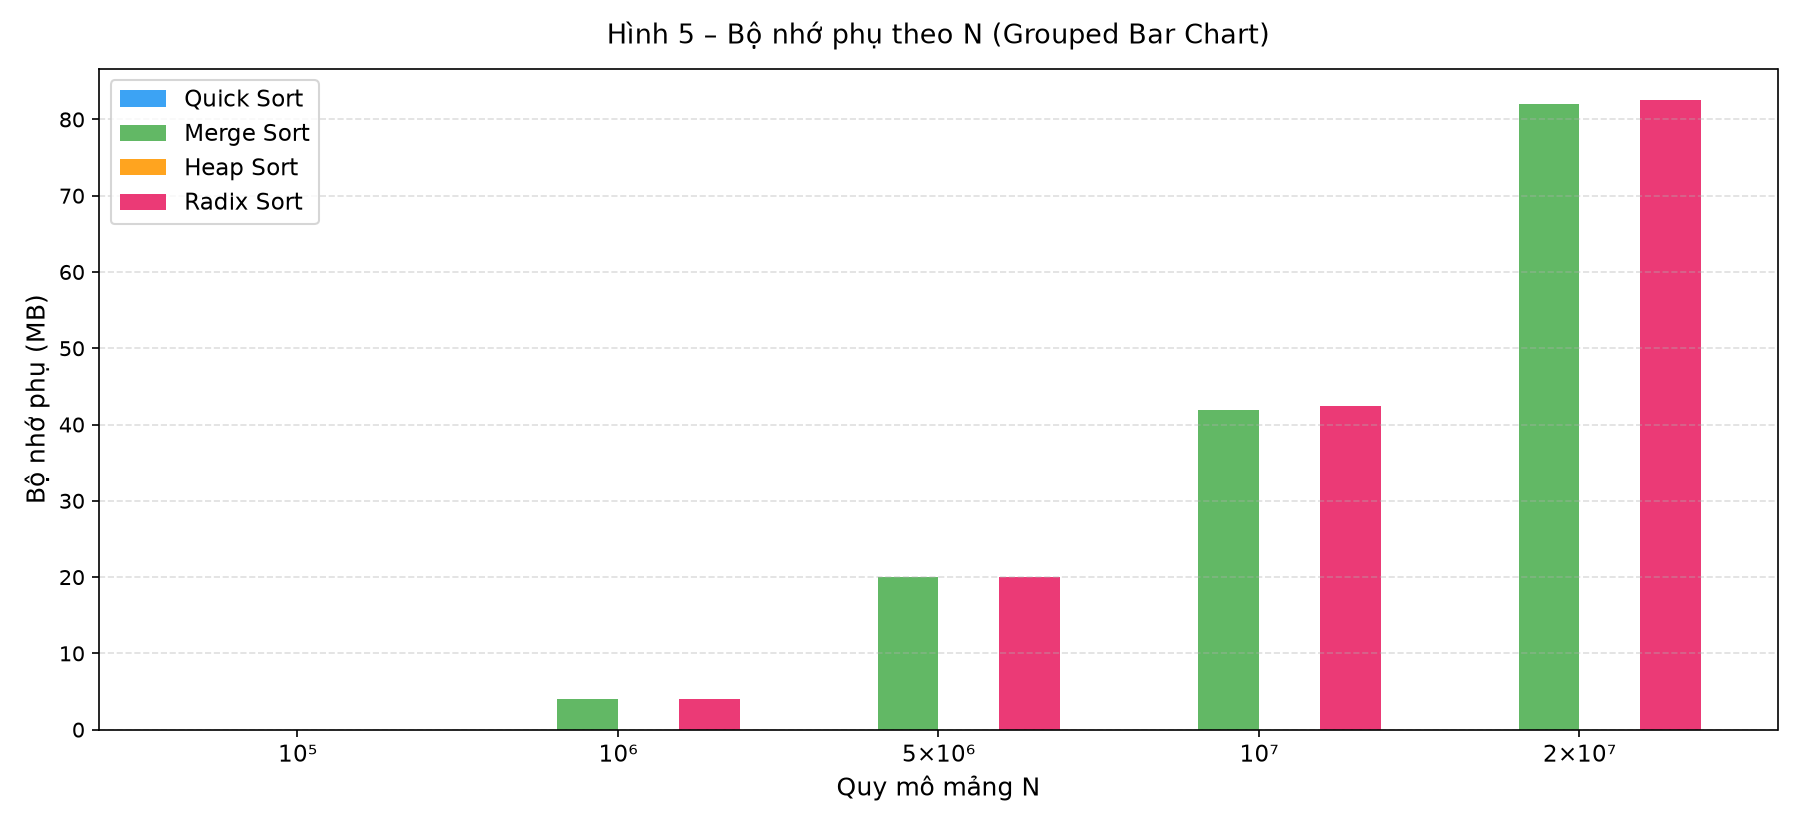 Hình 5 – Bộ nhớ phụ theo N (Grouped Bar Chart)
Quick Sort
Merge Sort
Heap Sort
Radix Sort
Bộ nhớ phụ (MB)
80
70
60
50
40
30
20
10
0
10⁵
10⁶
5×10⁶
10⁷
2×10⁷
Quy mô mảng N